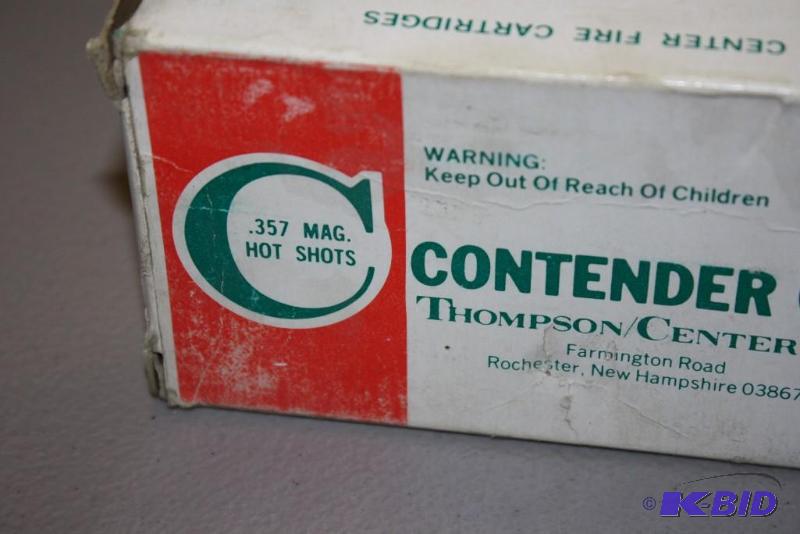 CENTER FIRE CARTRIDGES
WARNING:
Keep Out Of Reach Of Children
.357 MAG.
HOT SHOTS
CONTENDER
THOMPSON/CENTER
Farmington Road
Rochester, New Hampshire 03867
© K-BID